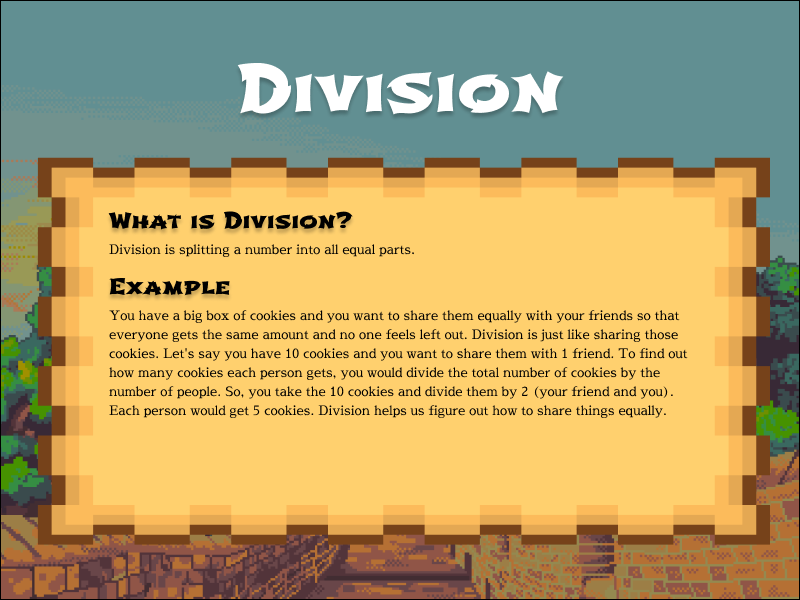 Division
What is Division?
Division is splitting a number into all equal parts.
Example
You have a big box of cookies and you want to share them equally with your friends so that
everyone gets the same amount and no one feels left out. Division is just like sharing those
cookies. Let's say you have 10 cookies and you want to share them with 1 friend. To find out
how many cookies each person gets, you would divide the total number of cookies by the
number of people. So, you take the 10 cookies and divide them by 2 (your friend and you).
Each person would get 5 cookies. Division helps us figure out how to share things equally.